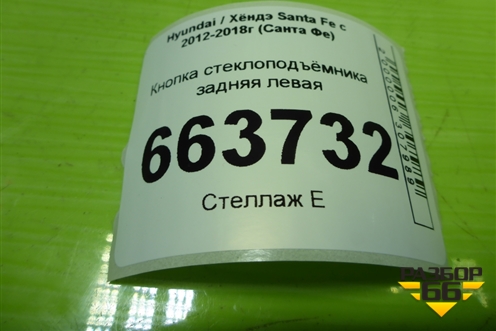 Hyundai / Хёндэ Santa Fe с
2012-2018г (Санта Фе)
Кнопка стеклоподъёмника
задняя левая
663732
Стеллаж Е
РАЗБОР
66